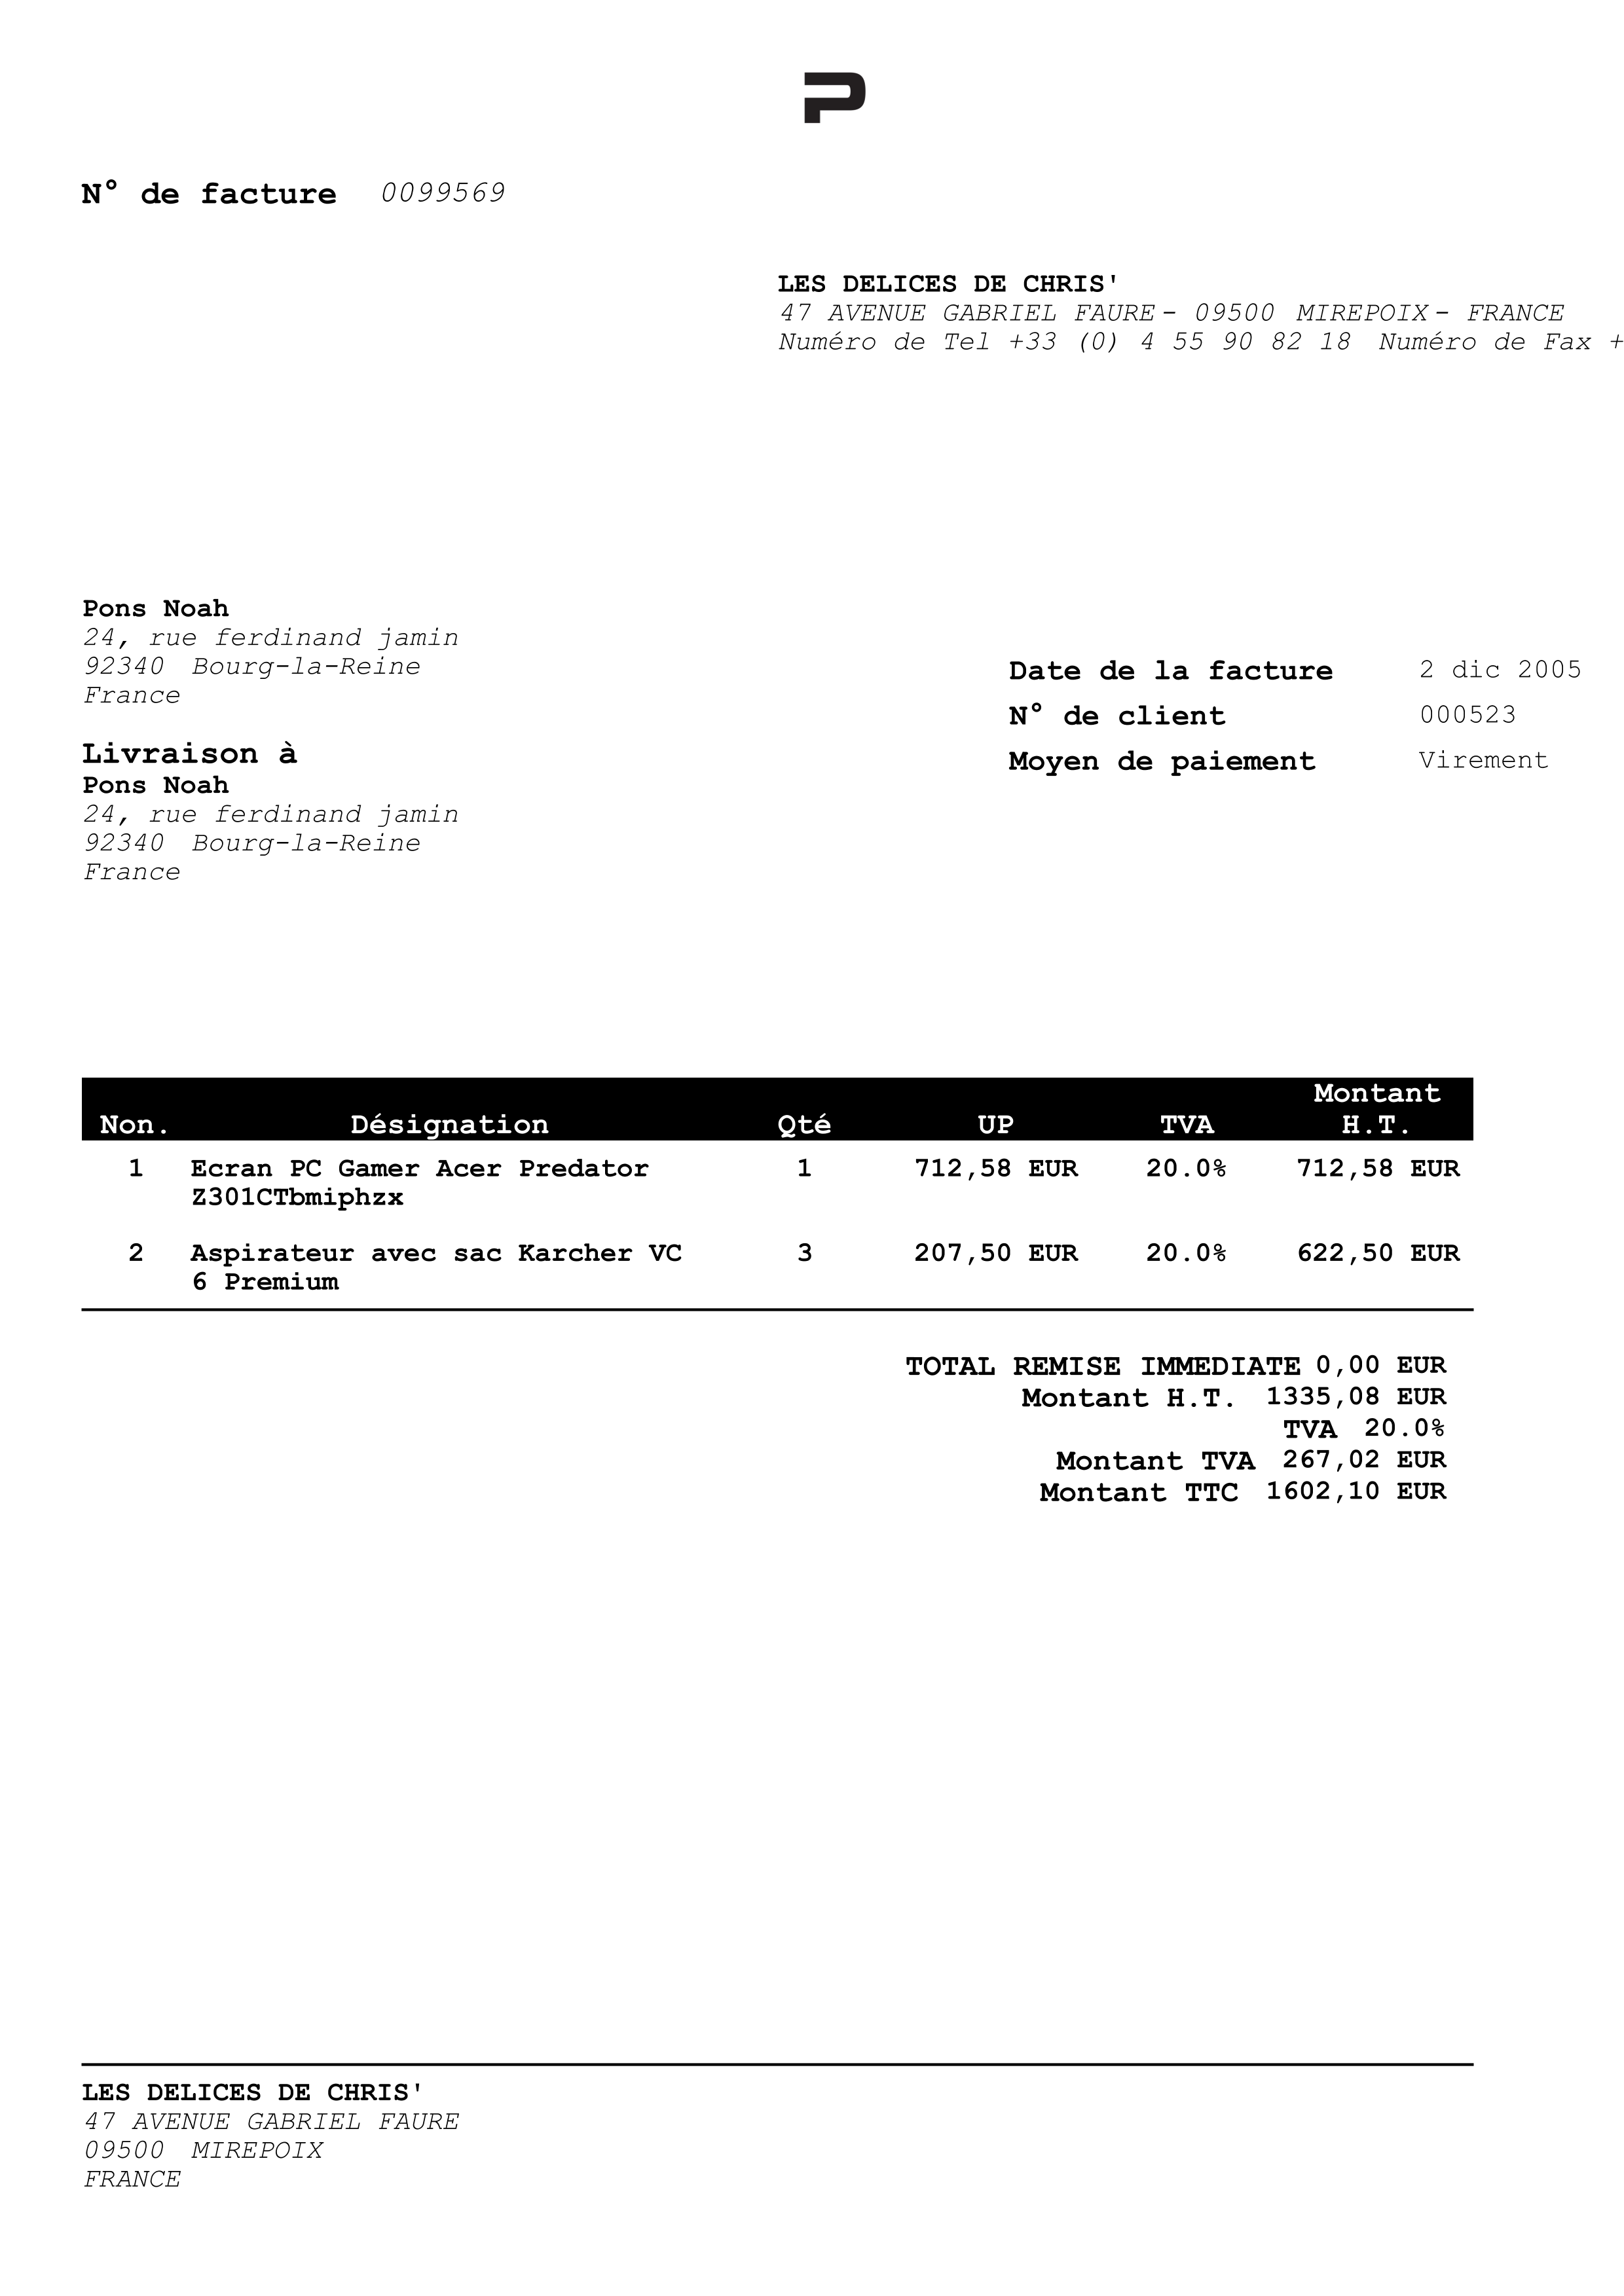 P
N° de facture 0099569
LES DELICES DE CHRIS'
47 AVENUE GABRIEL FAURE - 09500 MIREPOIX - FRANCE
Numéro de Tel +33 (0) 4 55 90 82 18 Numéro de Fax +
Pons Noah
24, rue ferdinand jamin
92340 Bourg-la-Reine
France
Date de la facture 2 dic 2005
N° de client 000523
Moyen de paiement Virement
Livraison à
Pons Noah
24, rue ferdinand jamin
92340 Bourg-la-Reine
France
Non. Désignation Qté UP TVA Montant H.T.
1 Ecran PC Gamer Acer Predator 1 712,58 EUR 20.0% 712,58 EUR
Z301CTbmiphzx
2 Aspirateur avec sac Karcher VC 3 207,50 EUR 20.0% 622,50 EUR
6 Premium
TOTAL REMISE IMMEDIATE 0,00 EUR
Montant H.T. 1335,08 EUR
TVA 20.0%
Montant TVA 267,02 EUR
Montant TTC 1602,10 EUR
LES DELICES DE CHRIS'
47 AVENUE GABRIEL FAURE
09500 MIREPOIX
FRANCE